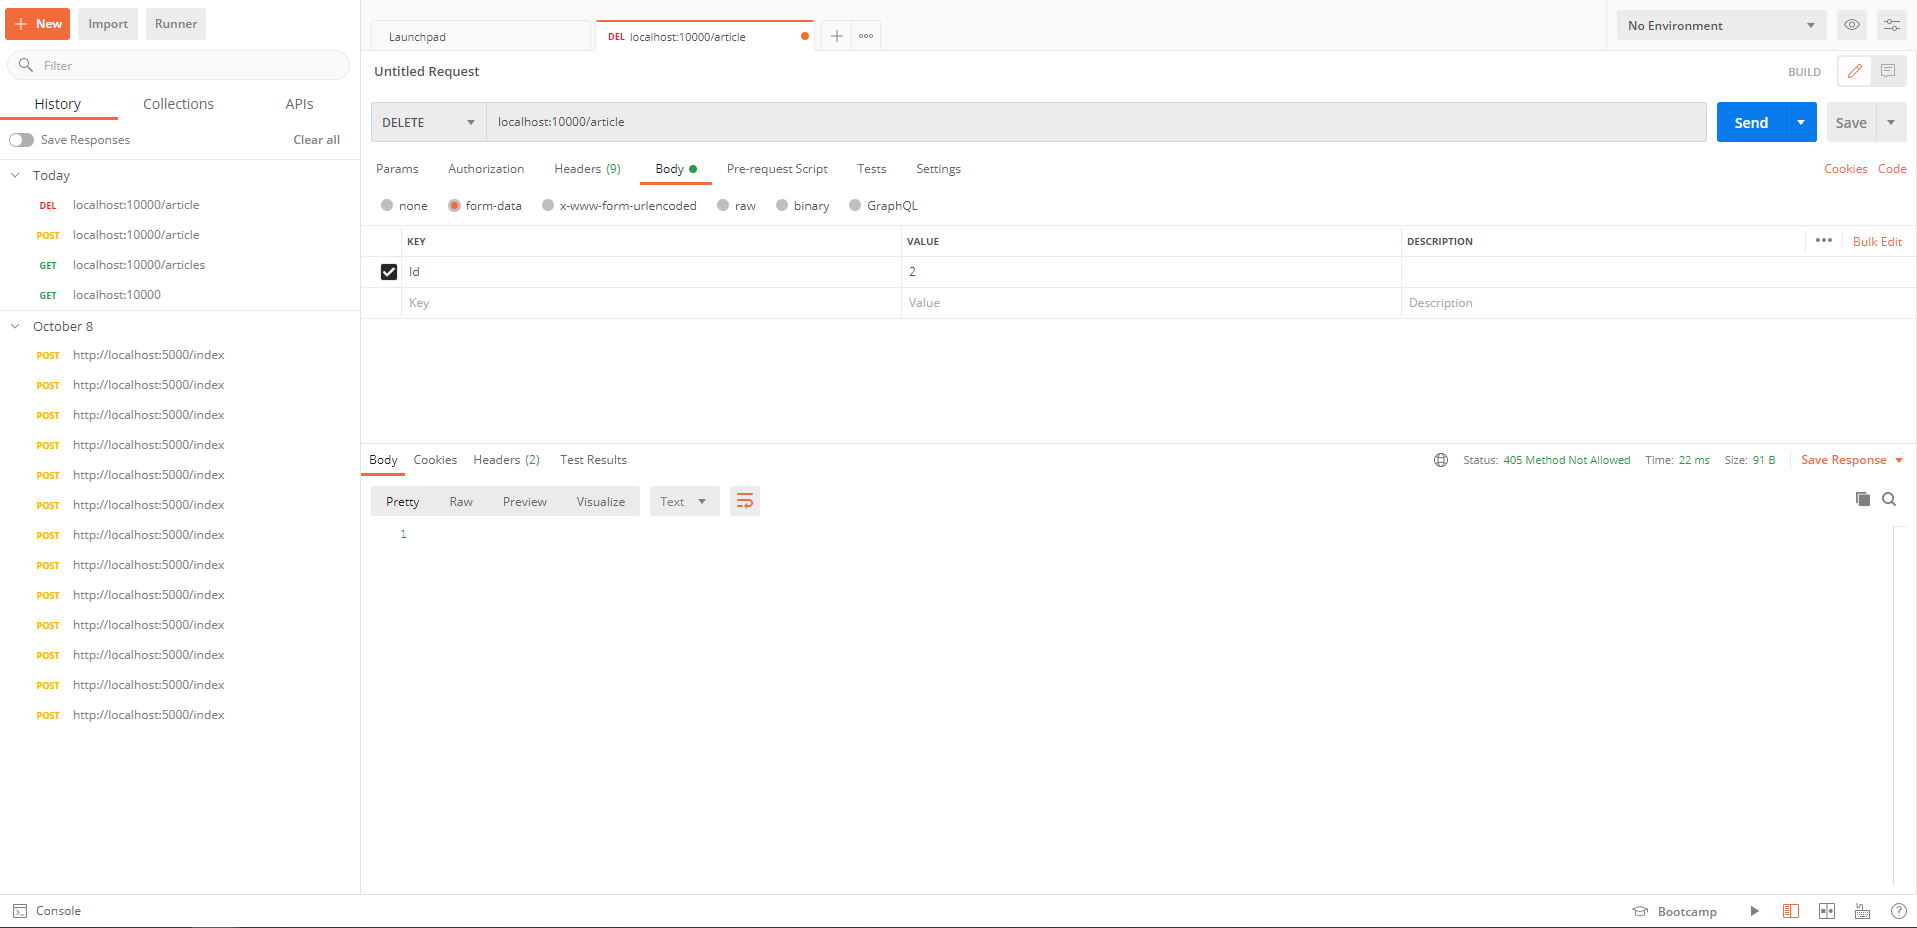 New Import Runner
Filter
History Collections APIs
Save Responses Clear all
Today
DEL localhost:10000/article
POST localhost:10000/article
GET localhost:10000/articles
GET localhost:10000
October 8
POST http://localhost:5000/index
POST http://localhost:5000/index
POST http://localhost:5000/index
POST http://localhost:5000/index
POST http://localhost:5000/index
POST http://localhost:5000/index
POST http://localhost:5000/index
POST http://localhost:5000/index
POST http://localhost:5000/index
POST http://localhost:5000/index
POST http://localhost:5000/index
POST http://localhost:5000/index
POST http://localhost:5000/index
Launchpad DEL localhost:10000/article No Environment
Untitled Request BUILD
DELETE localhost:10000/article Send Save
Params Authorization Headers (9) Body Pre-request Script Tests Settings Cookies Code
none form-data x-www-form-urlencoded raw binary GraphQL
KEY VALUE DESCRIPTION Bulk Edit
Id 2
Key Value Description
Body Cookies Headers (2) Test Results Status: 405 Method Not Allowed Time: 22 ms Size: 91 B Save Response
Pretty Raw Preview Visualize Text
1
Console Bootcamp